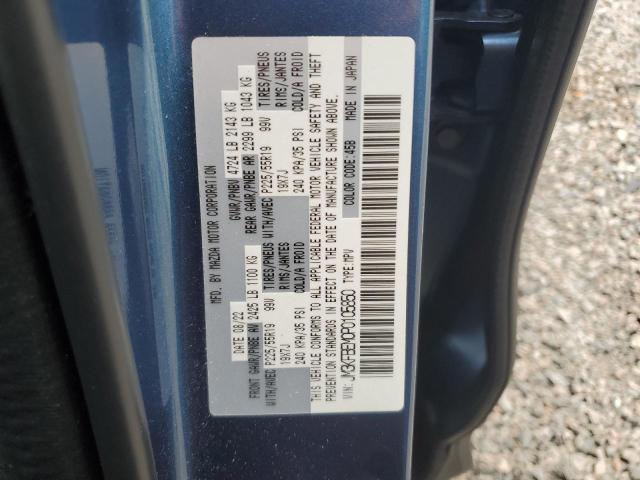 MFD. BY MAZDA MOTOR CORPORATION
DATE 08/22 GVWR/PNBV 4724 LB 2143 KG
FRONT GAWR/PNBE AV 2425 LB 1100 KG REAR GAWR/PNBE AR 2299 LB 1043 KG
TIRES/PNEUS TIRES/PNEUS
WITH/AVEC P225/55R19 99V RIMS/JANTES WITH/AVEC P225/55R19 99V RIMS/JANTES
19X7J COLD/A FROID 19X7J COLD/A FROID
240 KPA/35 PSI 240 KPA/35 PSI
THIS VEHICLE CONFORMS TO ALL APPLICABLE FEDERAL MOTOR VEHICLE SAFETY AND THEFT
PREVENTION STANDARDS IN EFFECT ON THE DATE OF MANUFACTURE SHOWN ABOVE.
MADE IN JAPAN
VIN: JM3KFBEM0P0105850 TYPE: MPV COLOR CODE: 45B